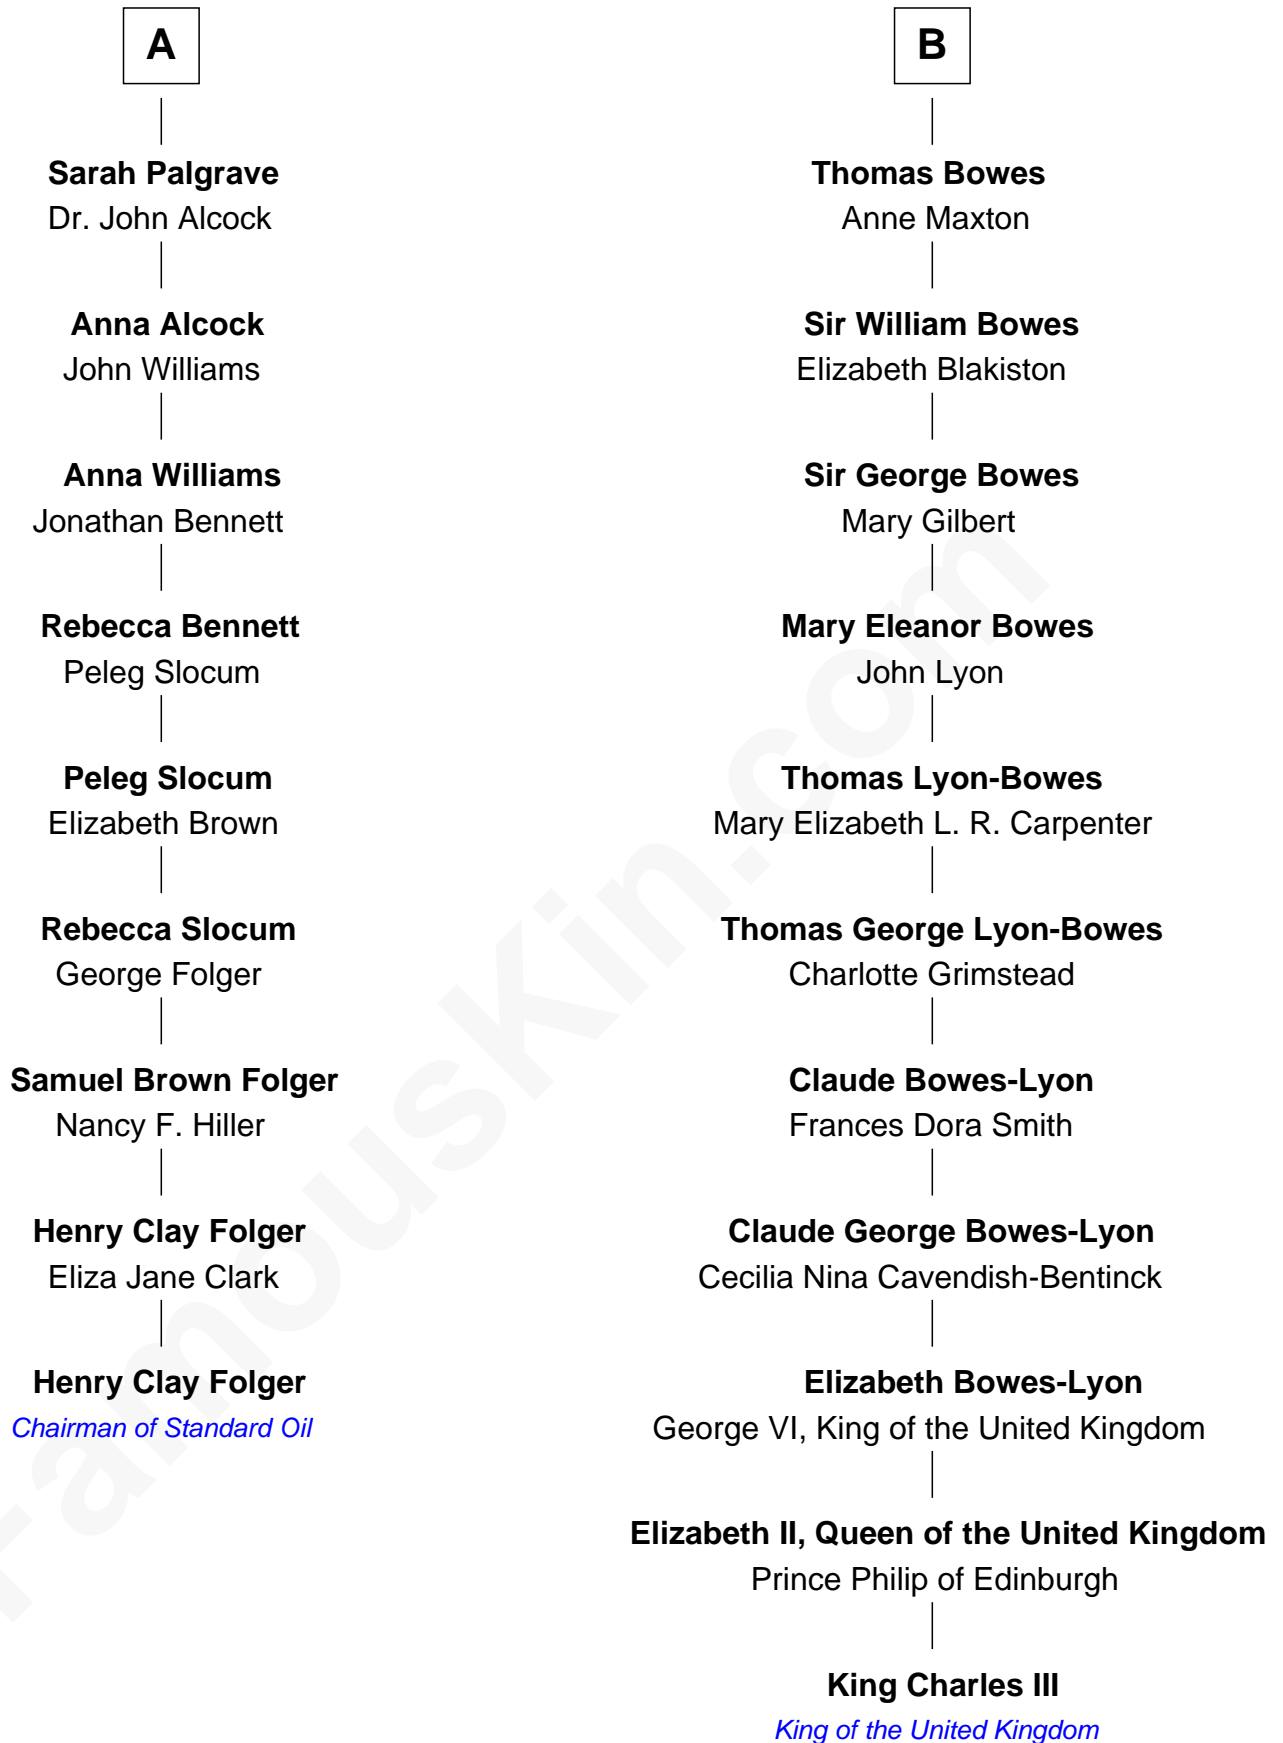 A
Sarah Palgrave
Dr. John Alcock
Anna Alcock
John Williams
Anna Williams
Jonathan Bennett
Rebecca Bennett
Peleg Slocum
Peleg Slocum
Elizabeth Brown
Rebecca Slocum
George Folger
Samuel Brown Folger
Nancy F. Hiller
Henry Clay Folger
Eliza Jane Clark
Henry Clay Folger
Chairman of Standard Oil
B
Thomas Bowes
Anne Maxton
Sir William Bowes
Elizabeth Blakiston
Sir George Bowes
Mary Gilbert
Mary Eleanor Bowes
John Lyon
Thomas Lyon-Bowes
Mary Elizabeth L. R. Carpenter
Thomas George Lyon-Bowes
Charlotte Grimstead
Claude Bowes-Lyon
Frances Dora Smith
Claude George Bowes-Lyon
Cecilia Nina Cavendish-Bentinck
Elizabeth Bowes-Lyon
George VI, King of the United Kingdom
Elizabeth II, Queen of the United Kingdom
Prince Philip of Edinburgh
King Charles III
King of the United Kingdom
FamousKin.com